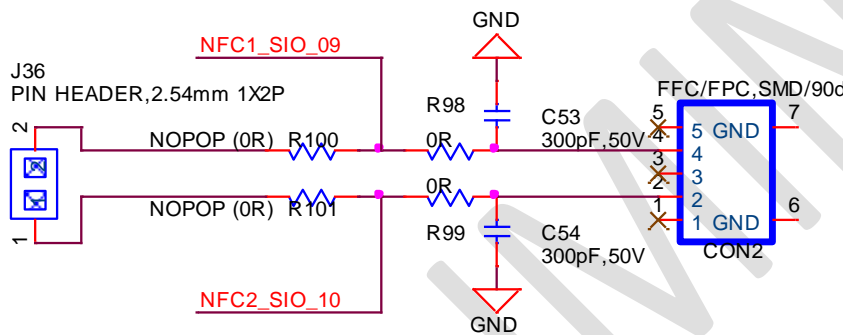 GND
NFC1_SIO_09
J36
PIN HEADER,2.54mm 1X2P
R98
C53
300pF,50V
FFC/FPC,SMD/90d
2
NOPOP (0R)
R100
0R
5
4
3
2
1
5
4
3
2
1
GND
GND
7
6
NOPOP (0R)
R101
0R
1
R99
C54
300pF,50V
CON2
NFC2_SIO_10
GND